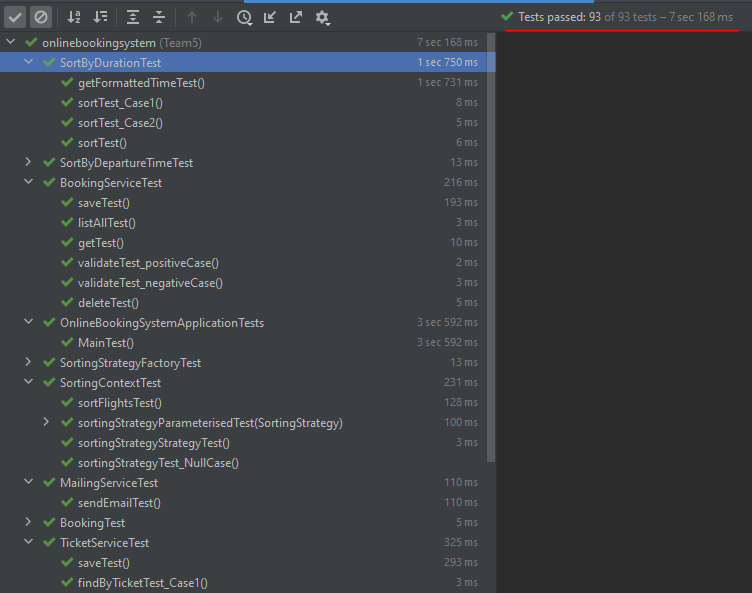 Tests passed: 93 of 93 tests – 7 sec 168 ms
onlinebookingsystem (Team5) 7 sec 168 ms
SortByDurationTest 1 sec 750 ms
getFormattedTimeTest() 1 sec 731 ms
sortTest_Case1() 8 ms
sortTest_Case2() 5 ms
sortTest() 6 ms
SortByDepartureTimeTest 13 ms
BookingServiceTest 216 ms
saveTest() 193 ms
listAllTest() 3 ms
getTest() 10 ms
validateTest_positiveCase() 2 ms
validateTest_negativeCase() 3 ms
deleteTest() 5 ms
OnlineBookingSystemApplicationTests 3 sec 592 ms
MainTest() 3 sec 592 ms
SortingStrategyFactoryTest 13 ms
SortingContextTest 231 ms
sortFlightsTest() 128 ms
sortingStrategyParameterisedTest(SortingStrategy) 100 ms
sortingStrategyStrategyTest() 3 ms
sortingStrategyTest_NullCase()
MailingServiceTest 110 ms
sendEmailTest() 110 ms
BookingTest 5 ms
TicketServiceTest 325 ms
saveTest() 293 ms
findByTicketTest_Case1() 3 ms